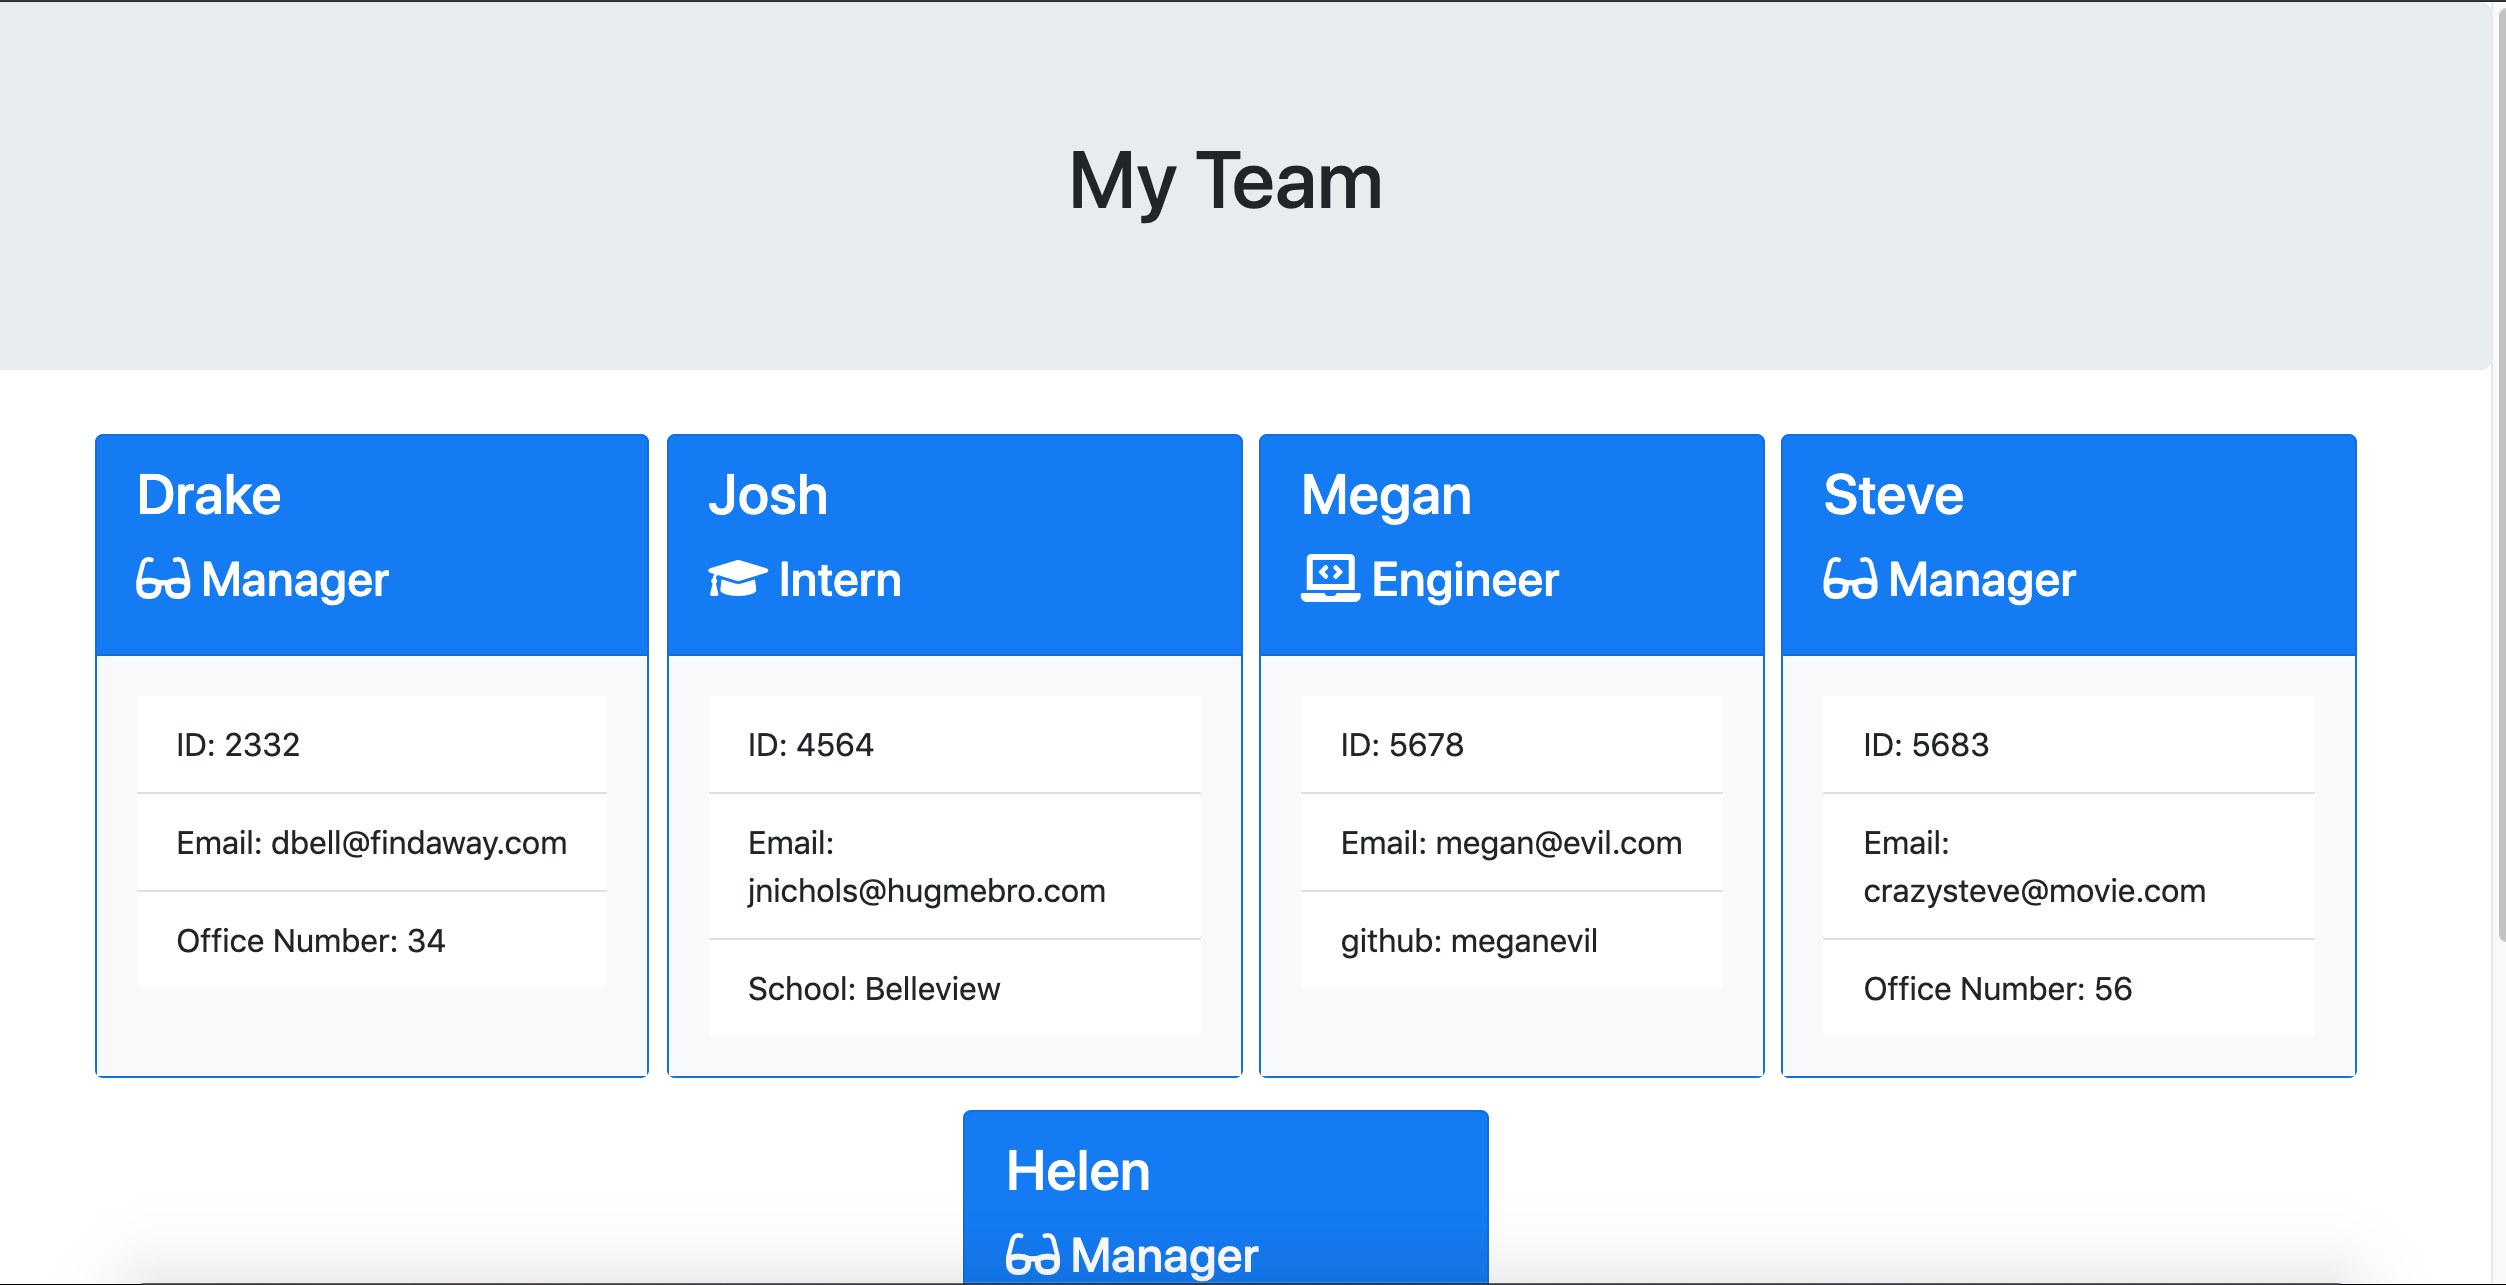 My Team
Drake
Manager
ID: 2332
Email: dbell@findaway.com
Office Number: 34
Josh
Intern
ID: 4564
Email:
jnichols@hugmebro.com
School: Belleview
Megan
Engineer
ID: 5678
Email: megan@evil.com
github: meganevil
Steve
Manager
ID: 5683
Email:
crazysteve@movie.com
Office Number: 56
Helen
Manager